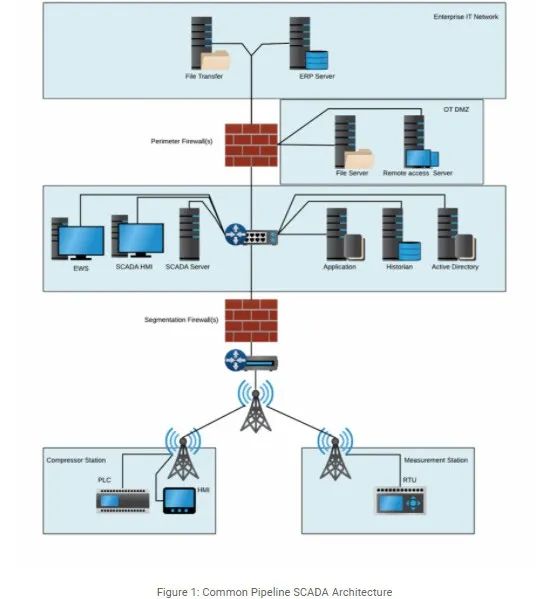 Enterprise IT Network
File Transfer
ERP Server
OT DMZ
Perimeter Firewall(s)
File Server
Remote access Server
EWS
SCADA HMI
SCADA Server
Application
Historian
Active Directory
Segmentation Firewall(s)
Compressor Station
Measurement Station
PLC
HMI
RTU
Figure 1: Common Pipeline SCADA Architecture